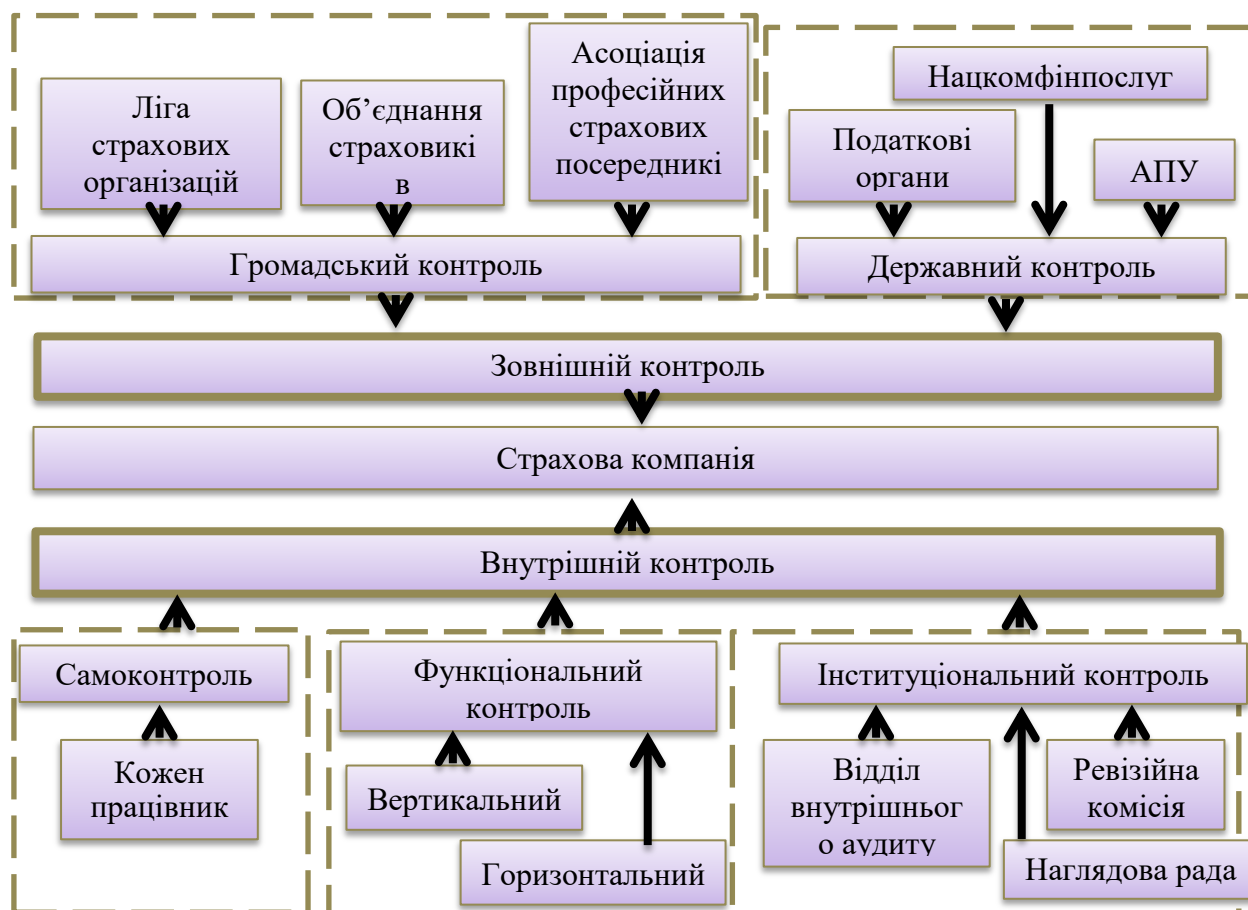 Ліга
страхових
організацій
Об’єднання
страховикі
в
Асоціація
професійних
страхових
посередникі
Нацкомфінпослуг
Податкові
органи
АПУ
Громадський контроль
Державний контроль
Зовнішній контроль
Страхова компанія
Внутрішній контроль
Самоконтроль
Функціональний
контроль
Інституціональний контроль
Кожен
працівник
Вертикальний
Горизонтальний
Відділ
внутрішньог
о аудиту
Ревізійна
комісія
Наглядова рада